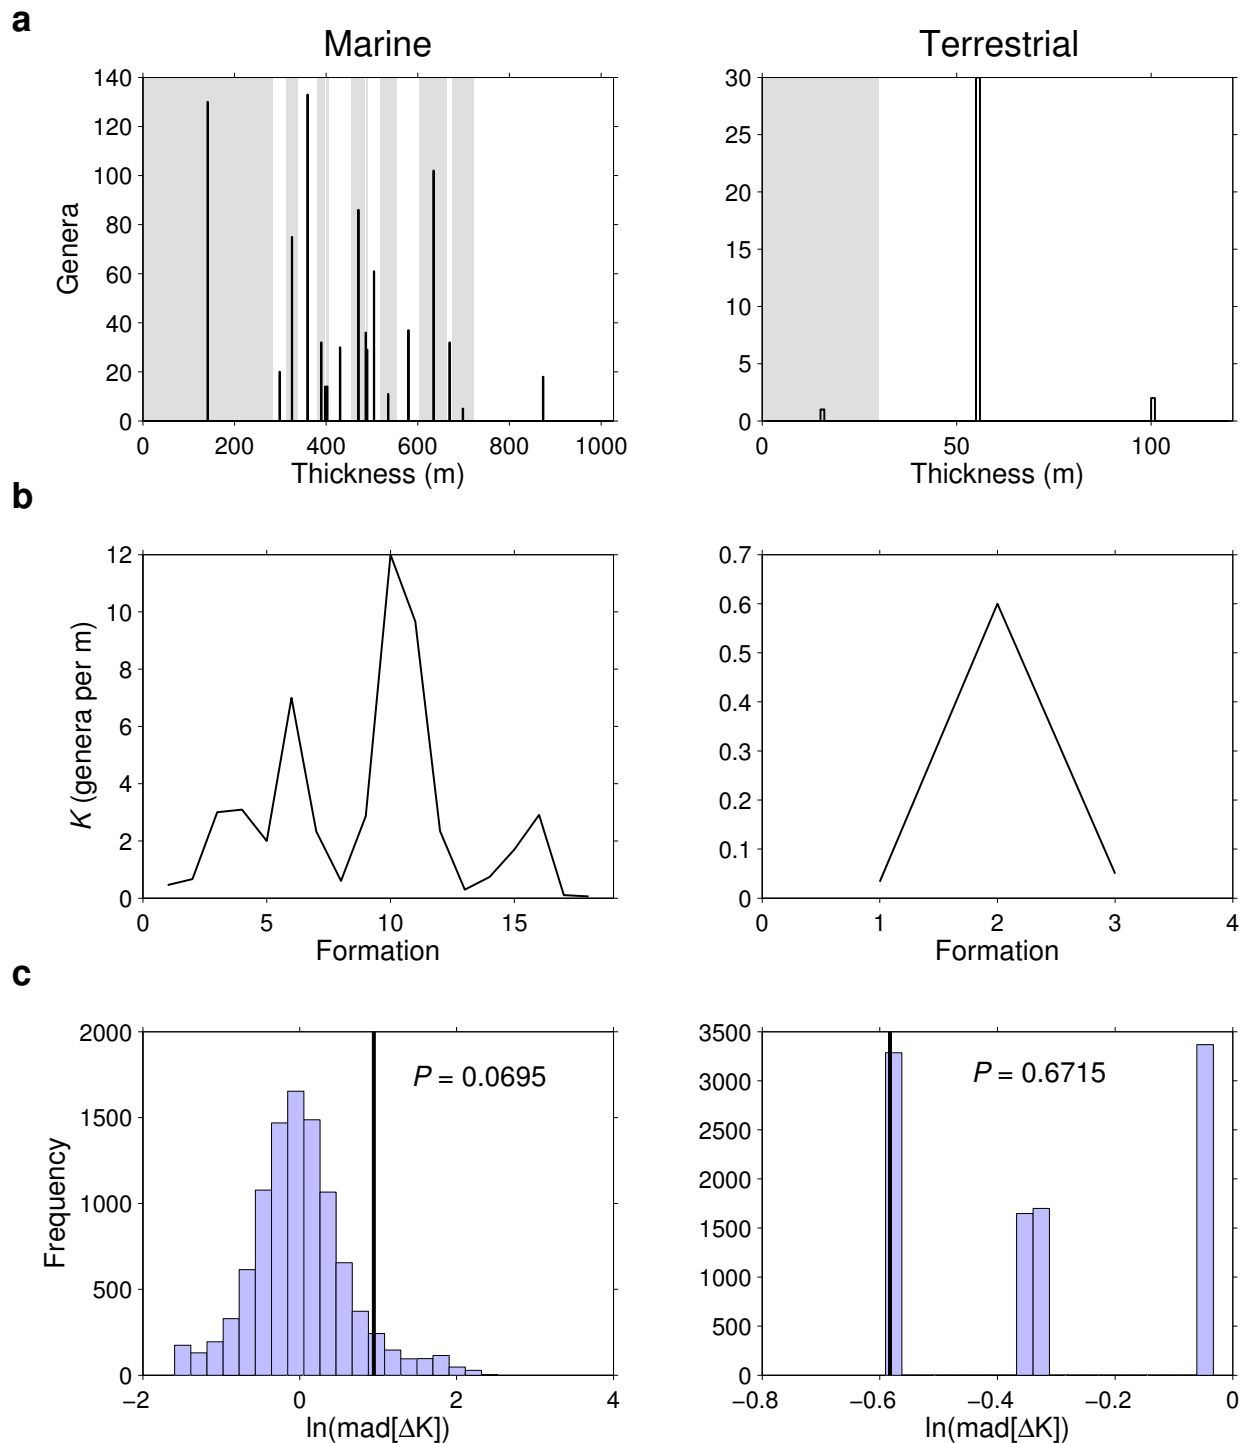 a
Marine
Terrestrial
140
120
100
80
60
40
20
0
Genera
0 200 400 600 800 1000
Thickness (m)
30
25
20
15
10
5
0
0 50 100
Thickness (m)
b
12
10
8
6
4
2
0
K (genera per m)
0 5 10 15
Formation
0.7
0.6
0.5
0.4
0.3
0.2
0.1
0
0 1 2 3 4
Formation
c
2000
1500
1000
500
0
Frequency
P = 0.0695
−2 0 2 4
ln(mad[ΔK])
3500
3000
2500
2000
1500
1000
500
0
P = 0.6715
−0.8 −0.6 −0.4 −0.2 0
ln(mad[ΔK])